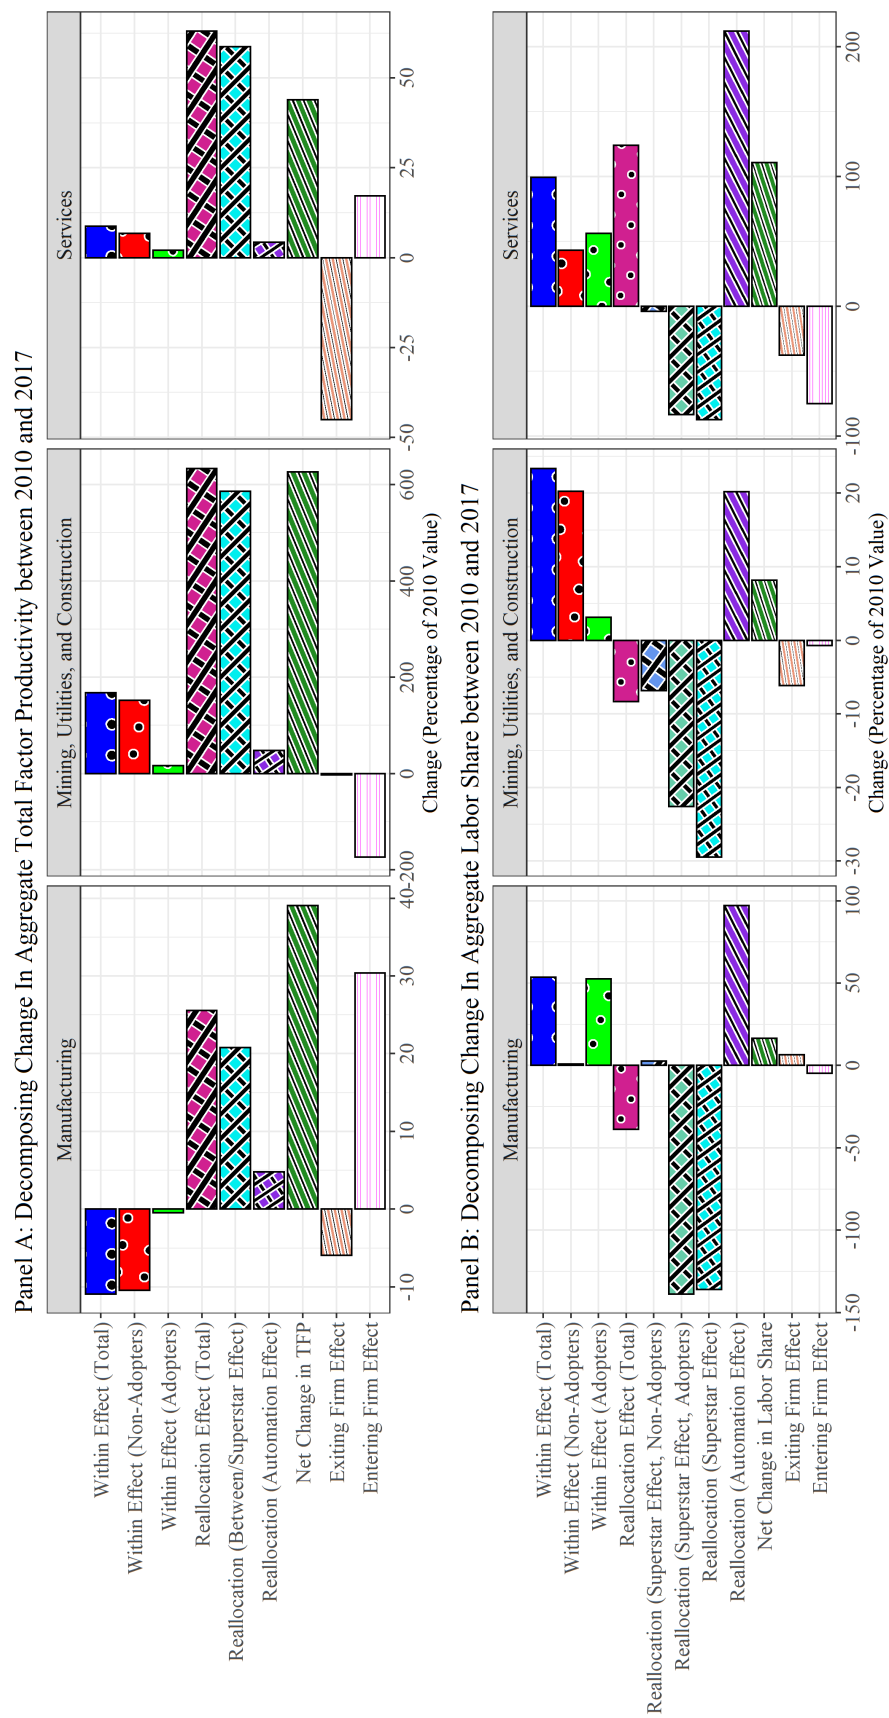 Panel A: Decomposing Change In Aggregate Total Factor Productivity between 2010 and 2017
Manufacturing
Mining, Utilities, and Construction
Services
Within Effect (Total)
Within Effect (Non-Adopters)
Within Effect (Adopters)
Reallocation Effect (Total)
Reallocation (Between/Superstar Effect)
Reallocation (Automation Effect)
Net Change in TFP
Exiting Firm Effect
Entering Firm Effect
-10 0 10 20 30 40
-200 0 200 400 600
-50 -25 0 25 50
Change (Percentage of 2010 Value)
Panel B: Decomposing Change In Aggregate Labor Share between 2010 and 2017
Manufacturing
Mining, Utilities, and Construction
Services
Within Effect (Total)
Within Effect (Non-Adopters)
Within Effect (Adopters)
Reallocation Effect (Total)
Reallocation (Superstar Effect, Non-Adopters)
Reallocation (Superstar Effect, Adopters)
Reallocation (Superstar Effect)
Reallocation (Automation Effect)
Net Change in Labor Share
Exiting Firm Effect
Entering Firm Effect
-150 -100 -50 0 50 100
-30 -20 -10 0 10 20
-100 0 100 200
Change (Percentage of 2010 Value)